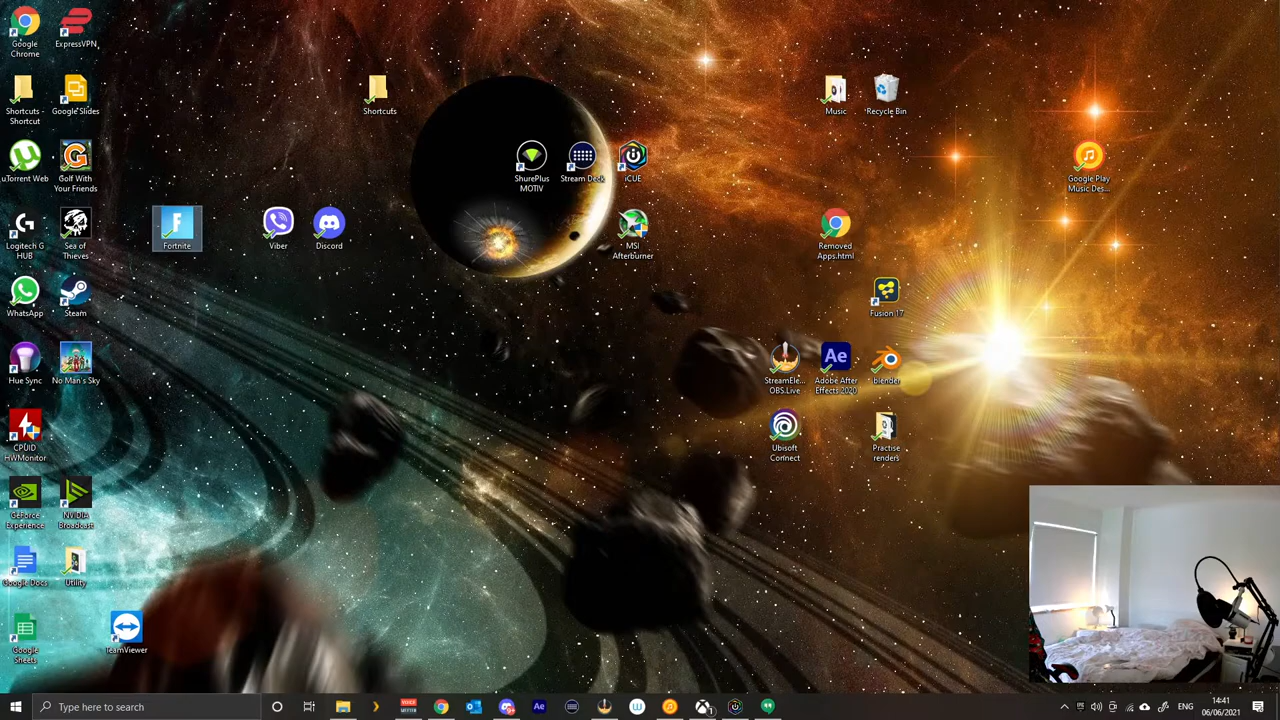 Google
Chrome
ExpressVPN
Shortcuts -
Shortcut
Google Slides
Shortcuts
Music
Recycle Bin
uTorrent Web
Golf With
Your Friends
ShurePlus
MOTIV
Stream Deck
iCUE
Google Play
Music Des...
Logitech G
HUB
Sea of
Thieves
Fortnite
Viber
Discord
MSI
Afterburner
Removed
Apps.html
WhatsApp
Steam
Fusion 17
Hue Sync
No Man's Sky
StreamEle...
OBS.Live
Adobe After
Effects 2020
blender
CPUID
HWMonitor
Ubisoft
Connect
Practise
renders
GeForce
Experience
NVIDIA
Broadcast
Google Docs
Utility
Google
Sheets
TeamViewer
Type here to search
ENG
14:41
06/06/2021